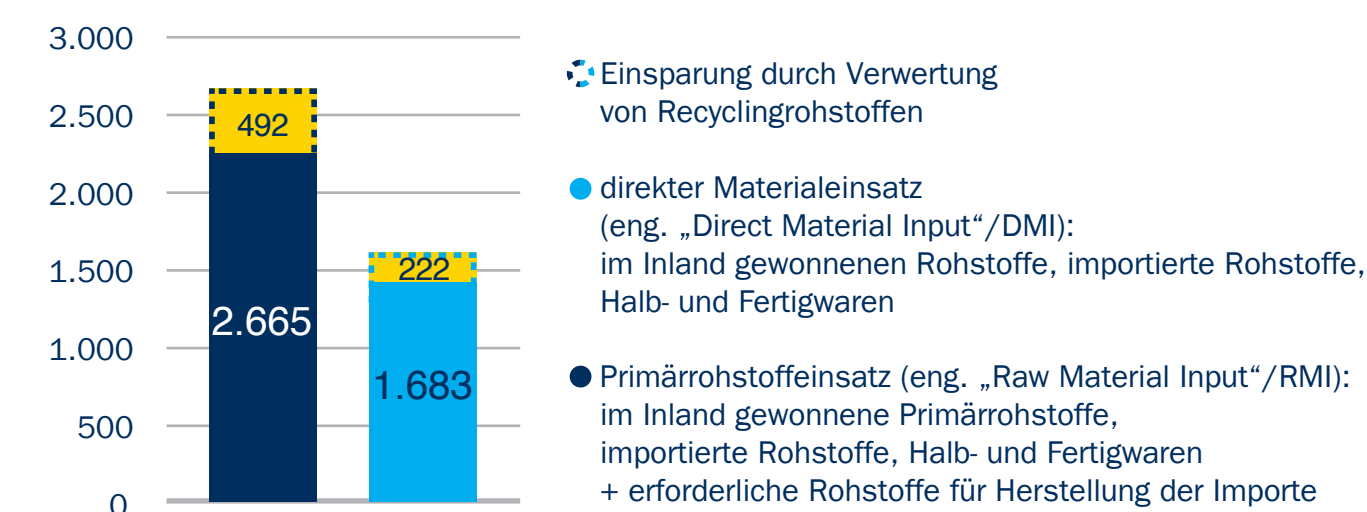 3.000
2.500
2.000
1.500
1.000
500
0
492
2.665
222
1.683
Einsparung durch Verwertung
von Recyclingrohstoffen
direkter Materialeinsatz
(eng. „Direct Material Input“/DMI):
im Inland gewonnenen Rohstoffe, importierte Rohstoffe,
Halb- und Fertigwaren
Primärrohstoffeinsatz (eng. „Raw Material Input“/RMI):
im Inland gewonnene Primärrohstoffe,
importierte Rohstoffe, Halb- und Fertigwaren
+ erforderliche Rohstoffe für Herstellung der Importe